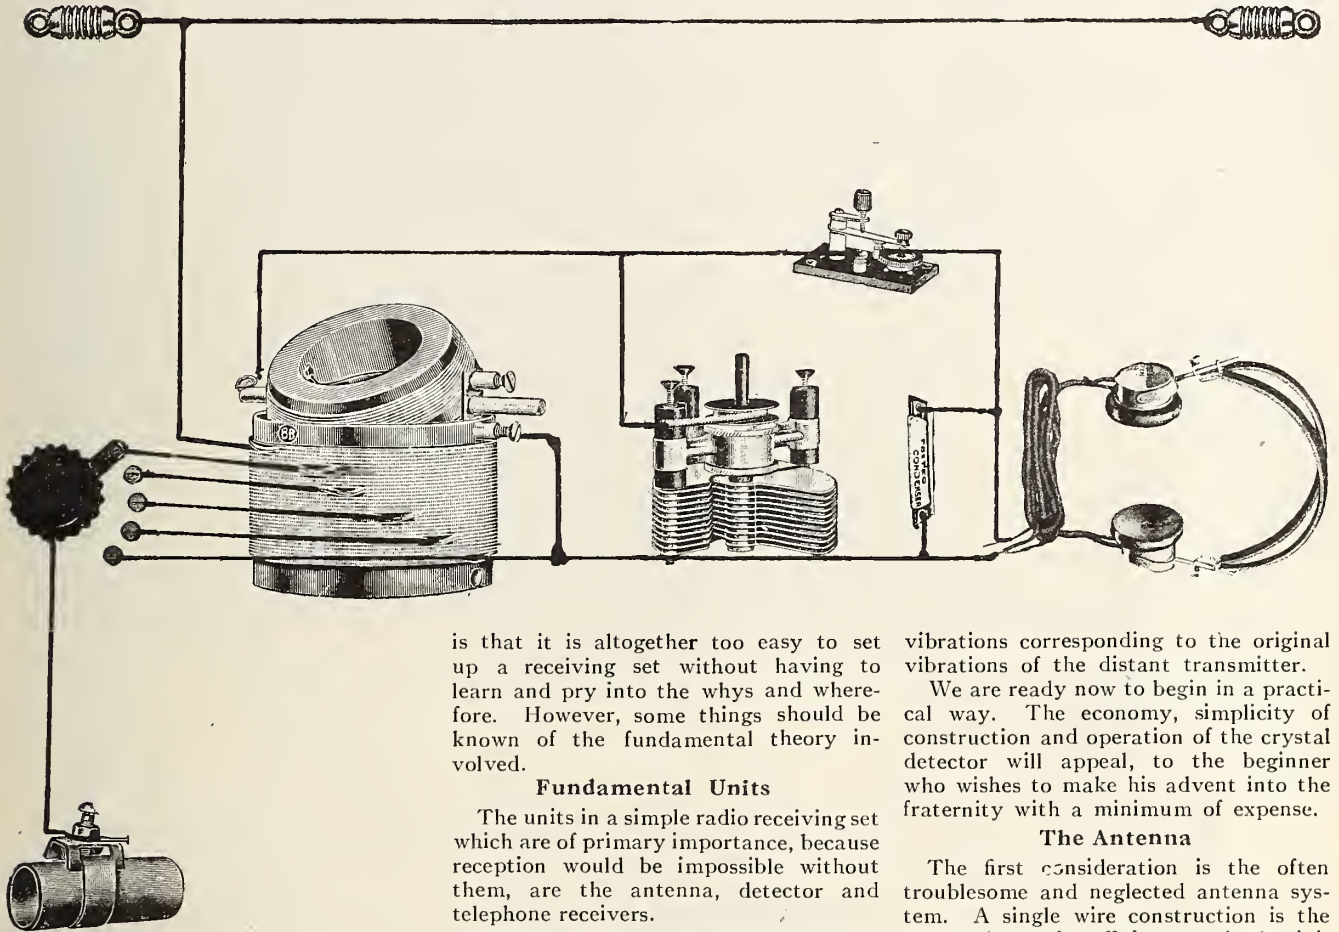 BR
FIXED
CONDENSER
is that it is altogether too easy to set
up a receiving set without having to
learn and pry into the whys and where-
fore. However, some things should be
known of the fundamental theory in-
volved.
Fundamental Units
The units in a simple radio receiving set
which are of primary importance, because
reception would be impossible without
them, are the antenna, detector and
telephone receivers.
vibrations corresponding to the original
vibrations of the distant transmitter.
We are ready now to begin in a practi-
cal way. The economy, simplicity of
construction and operation of the crystal
detector will appeal, to the beginner
who wishes to make his advent into the
fraternity with a minimum of expense.
The Antenna
The first consideration is the often
troublesome and neglected antenna sys-
tem. A single wire construction is the